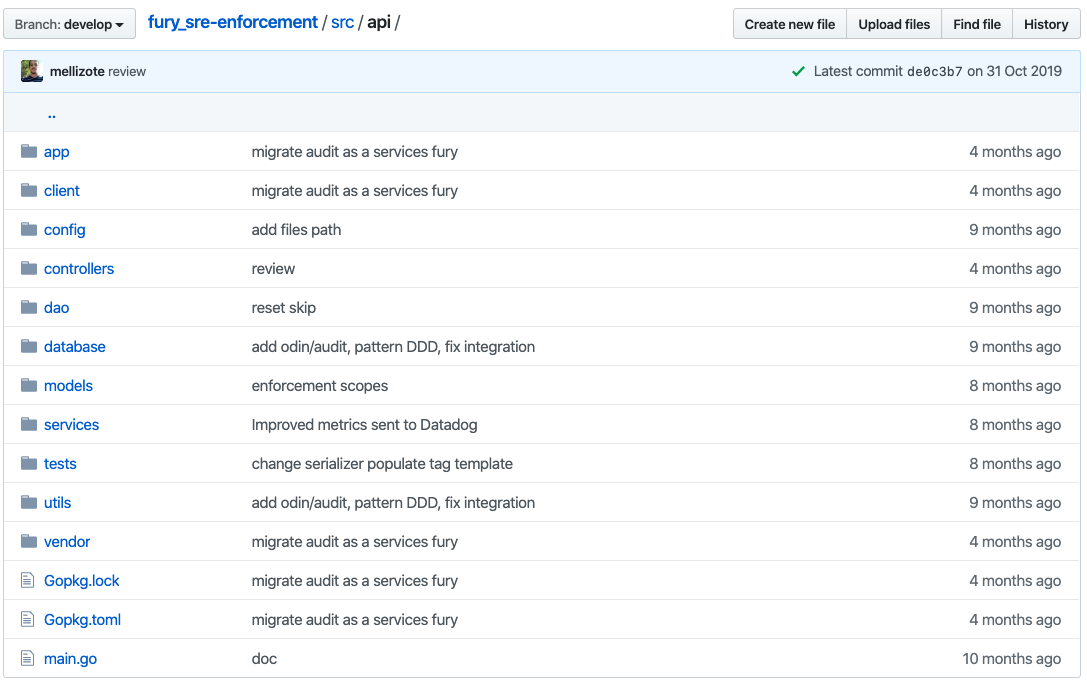 Branch: develop fury_sre-enforcement / src / api / Create new file Upload files Find file History
mellizote review Latest commit de0c3b7 on 31 Oct 2019
..
app migrate audit as a services fury 4 months ago
client migrate audit as a services fury 4 months ago
config add files path 9 months ago
controllers review 4 months ago
dao reset skip 9 months ago
database add odin/audit, pattern DDD, fix integration 9 months ago
models enforcement scopes 8 months ago
services Improved metrics sent to Datadog 8 months ago
tests change serializer populate tag template 8 months ago
utils add odin/audit, pattern DDD, fix integration 9 months ago
vendor migrate audit as a services fury 4 months ago
Gopkg.lock migrate audit as a services fury 4 months ago
Gopkg.toml migrate audit as a services fury 4 months ago
main.go doc 10 months ago